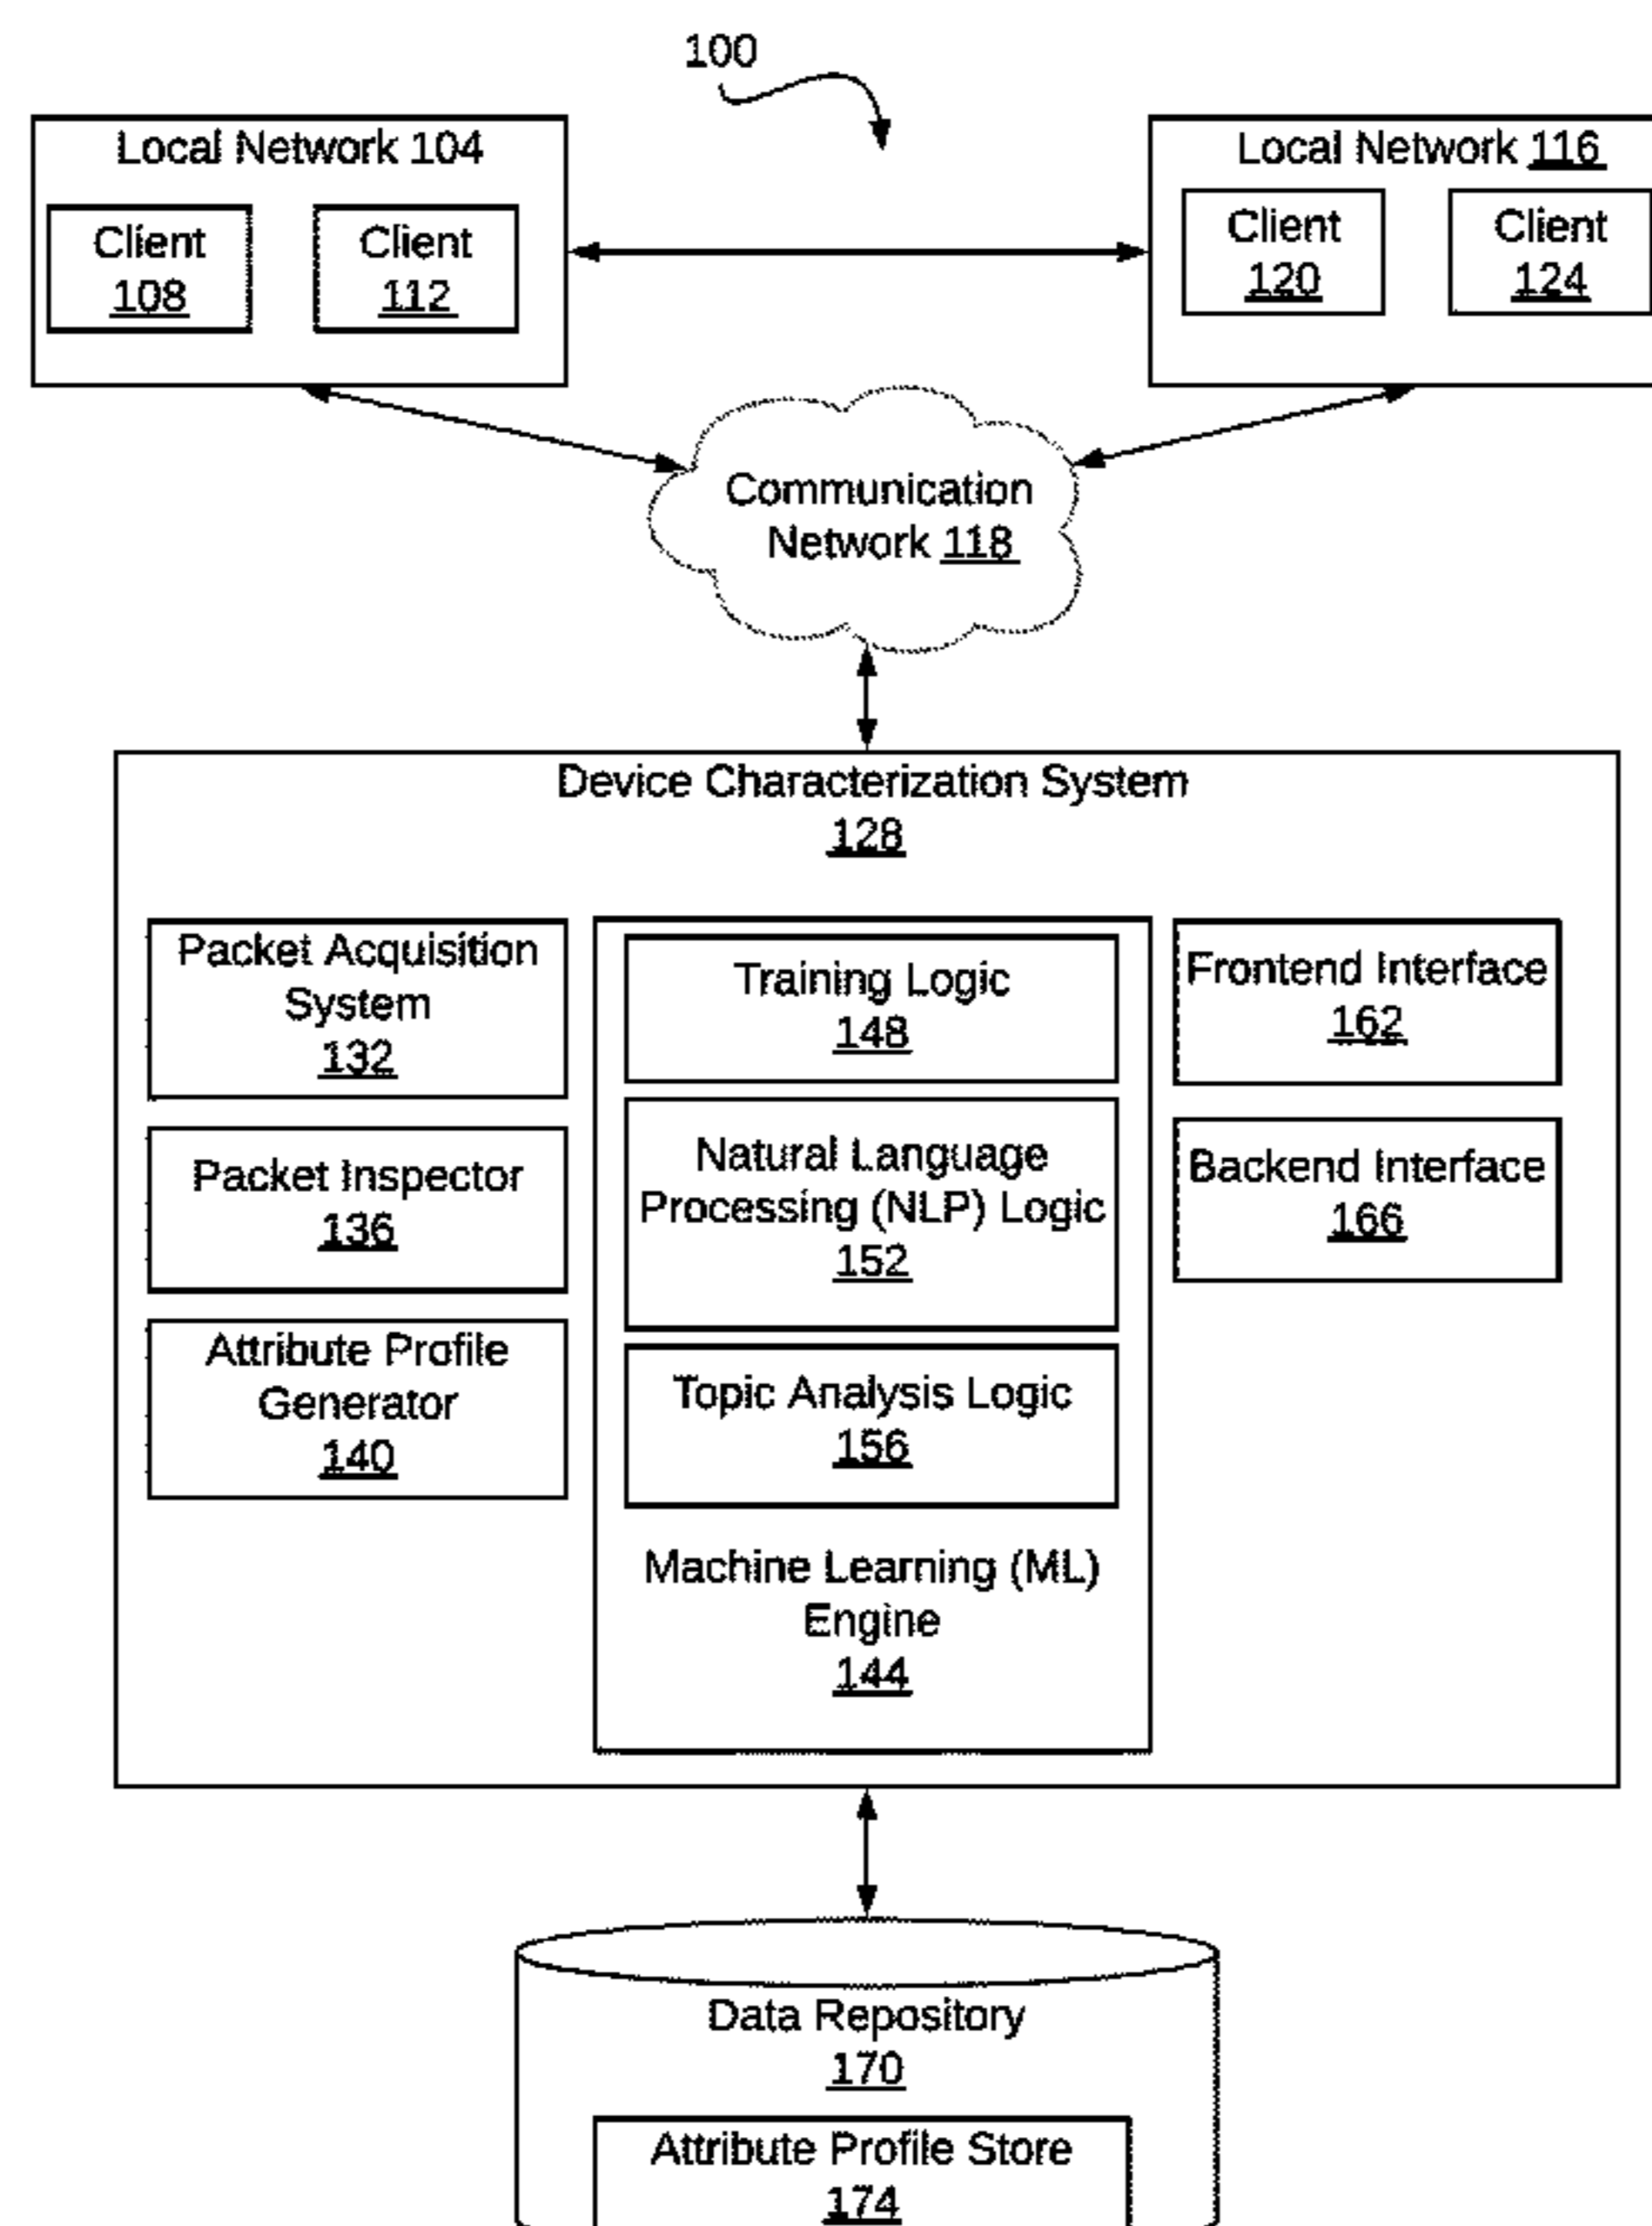 100
Local Network 104
Client
108
Client
112
Local Network 116
Client
120
Client
124
Communication
Network 118
Device Characterization System
128
Packet Acquisition
System
132
Packet Inspector
136
Attribute Profile
Generator
140
Training Logic
148
Natural Language
Processing (NLP) Logic
152
Topic Analysis Logic
156
Machine Learning (ML)
Engine
144
Frontend Interface
162
Backend Interface
166
Data Repository
170
Attribute Profile Store
174